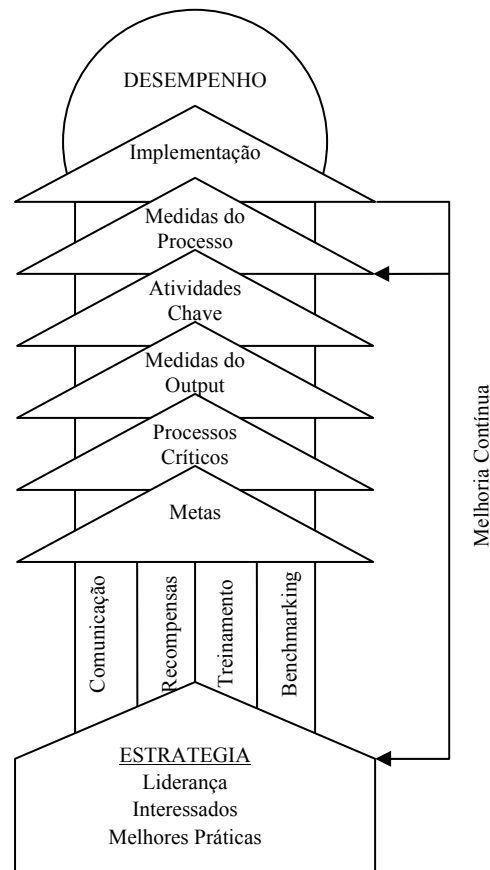 DESEMPENHO
Implementação
Medidas do
Processo
Atividades
Chave
Medidas do
Output
Processos
Críticos
Metas
Comunicação
Recompensas
Treinamento
Benchmarking
ESTRATEGIA
Liderança
Interessados
Melhores Práticas
Melhoria Contínua